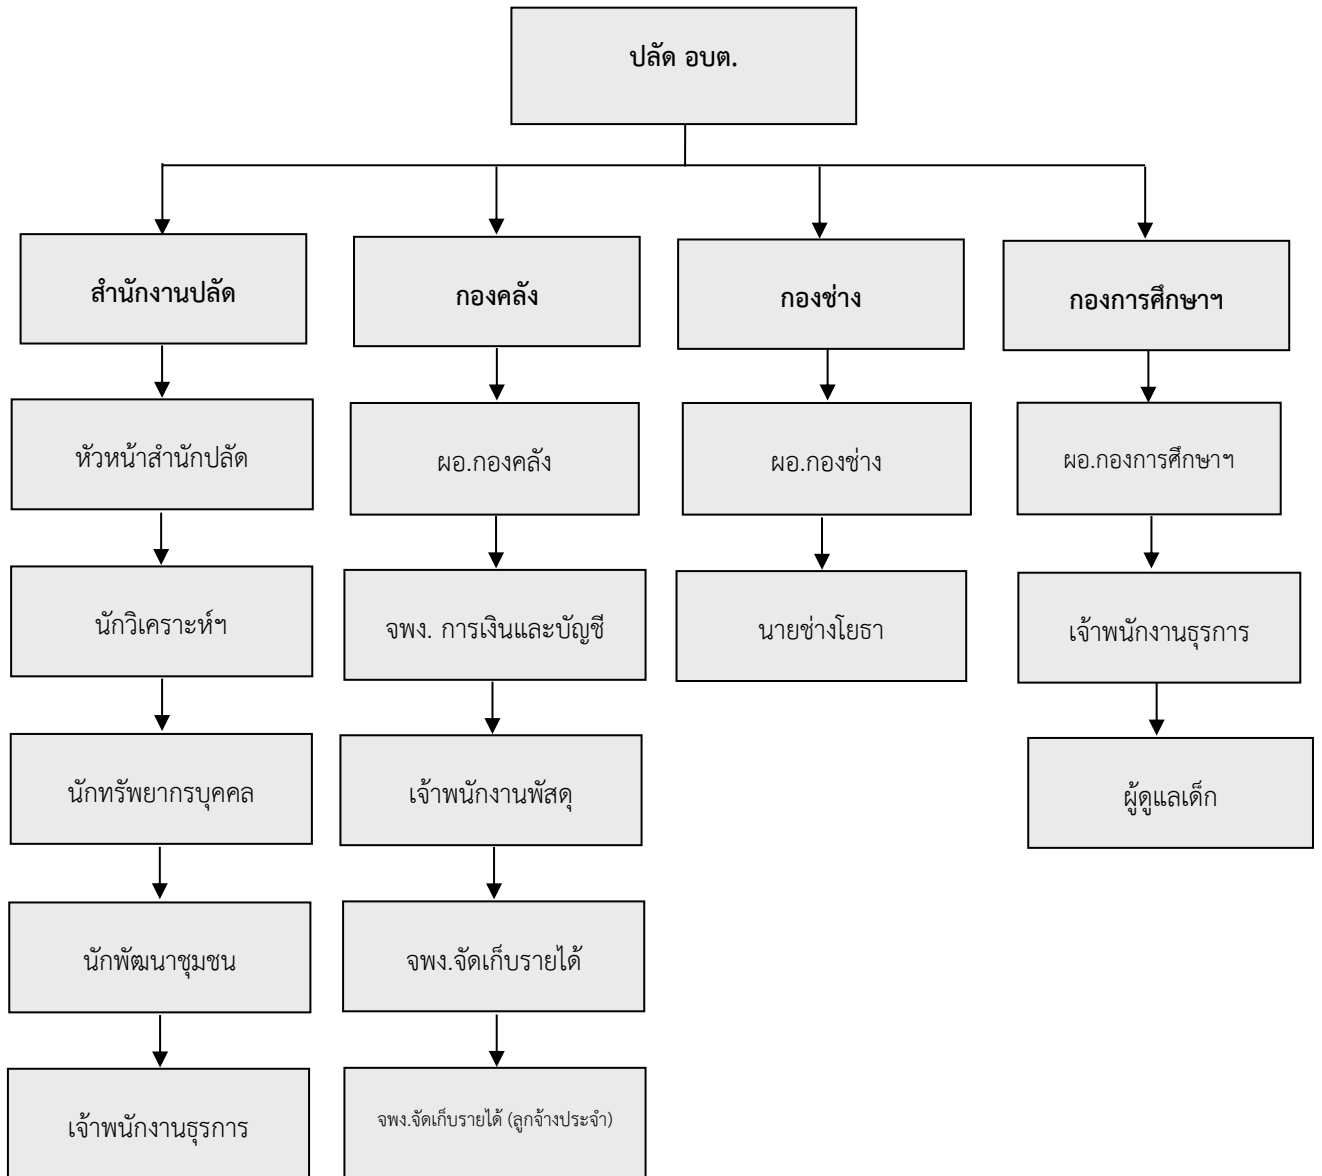 ปลัด อบต.
สำนักงานปลัด
กองคลัง
กองช่าง
กองการศึกษาฯ
หัวหน้าสำนักปลัด
ผอ.กองคลัง
ผอ.กองช่าง
ผอ.กองการศึกษาฯ
นักวิเคราะห์ฯ
จพง. การเงินและบัญชี
นายช่างโยธา
เจ้าพนักงานธุรการ
นักทรัพยากรบุคคล
เจ้าพนักงานพัสดุ
ผู้ดูแลเด็ก
นักพัฒนาชุมชน
จพง.จัดเก็บรายได้
เจ้าพนักงานธุรการ
จพง.จัดเก็บรายได้ (ลูกจ้างประจำ)